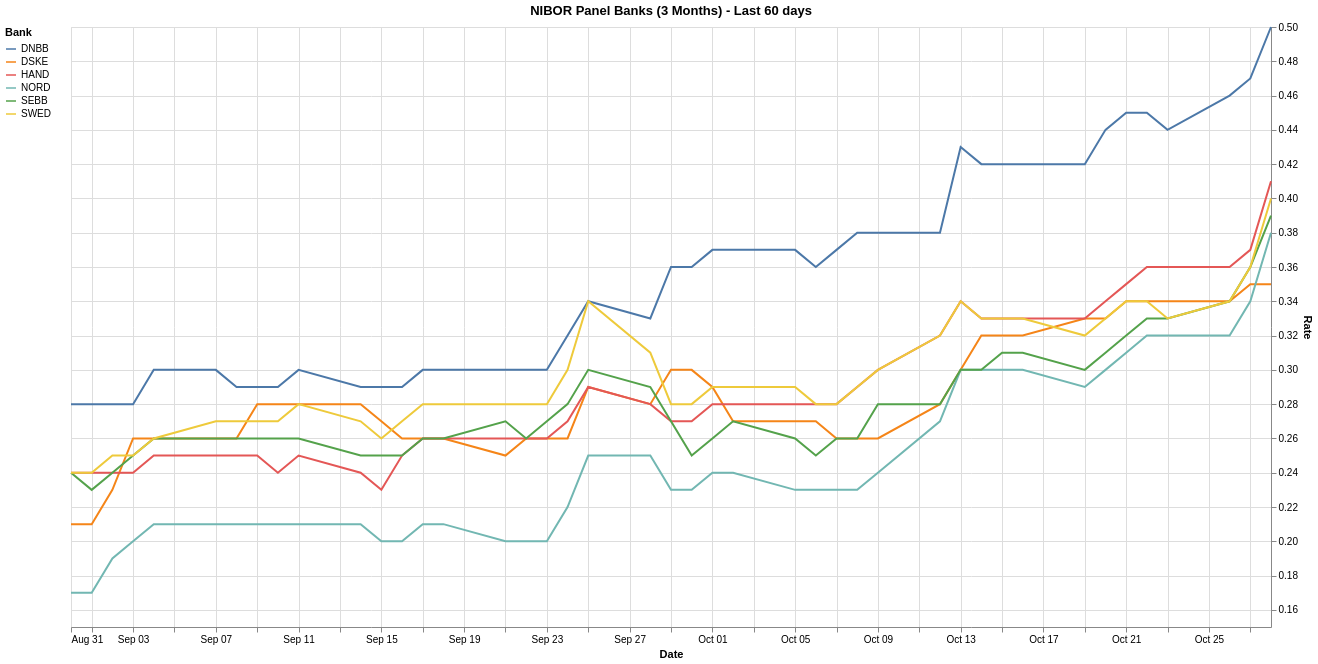 NIBOR Panel Banks (3 Months) - Last 60 days
Bank
DNBB
DSKE
HAND
NORD
SEBB
SWED
0.50
0.48
0.46
0.44
0.42
0.40
0.38
0.36
0.34
0.32
0.30
0.28
0.26
0.24
0.22
0.20
0.18
0.16
Rate
Aug 31 Sep 03 Sep 07 Sep 11 Sep 15 Sep 19 Sep 23 Sep 27 Oct 01 Oct 05 Oct 09 Oct 13 Oct 17 Oct 21 Oct 25
Date